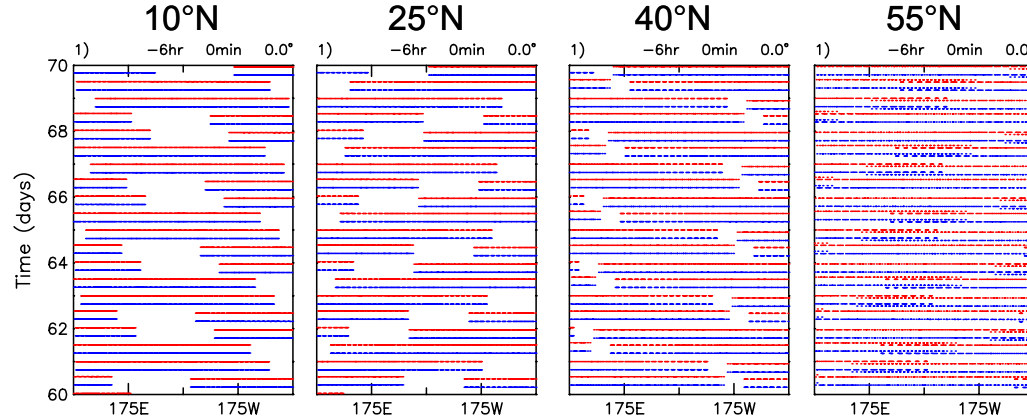 10°N 25°N 40°N 55°N
1) −6hr 0min 0.0° 1) −6hr 0min 0.0° 1) −6hr 0min 0.0° 1) −6hr 0min 0.0°
70
68
66
64
62
60
Time (days)
175E 175W 175E 175W 175E 175W 175E 175W